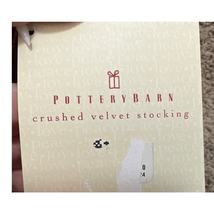 POTTERYBARN
crushed velvet stocking